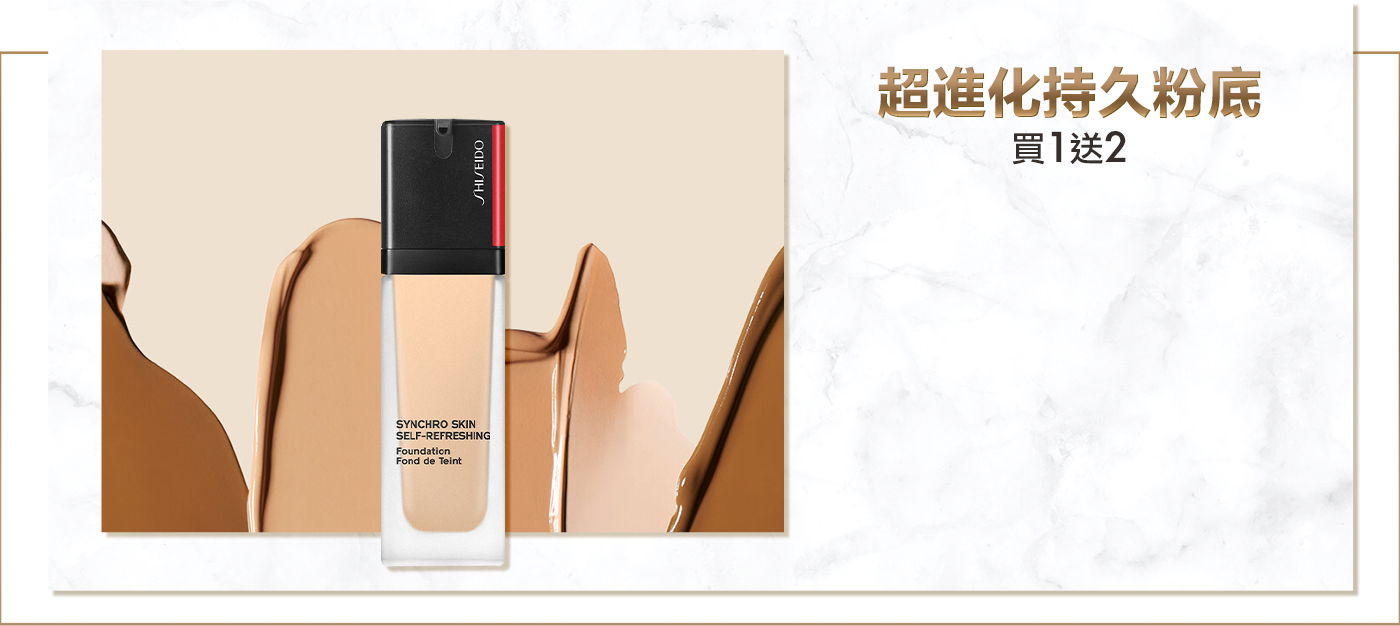 超進化持久粉底
買1送2
SHISEIDO
SYNCHRO SKIN
SELF-REFRESHING
Foundation
Fond de Teint